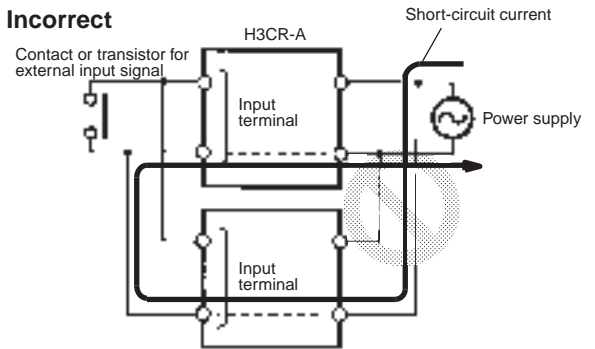 Incorrect
Short-circuit current
H3CR-A
Contact or transistor for
external input signal
Input
terminal
Power supply
Input
terminal